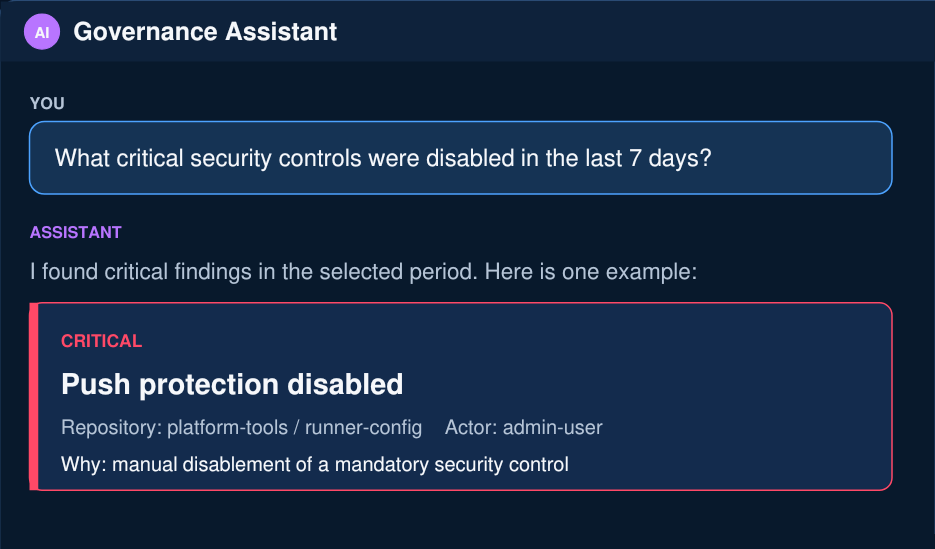 AI Governance Assistant
YOU
What critical security controls were disabled in the last 7 days?
ASSISTANT
I found critical findings in the selected period. Here is one example:
CRITICAL
Push protection disabled
Repository: platform-tools / runner-config Actor: admin-user
Why: manual disablement of a mandatory security control